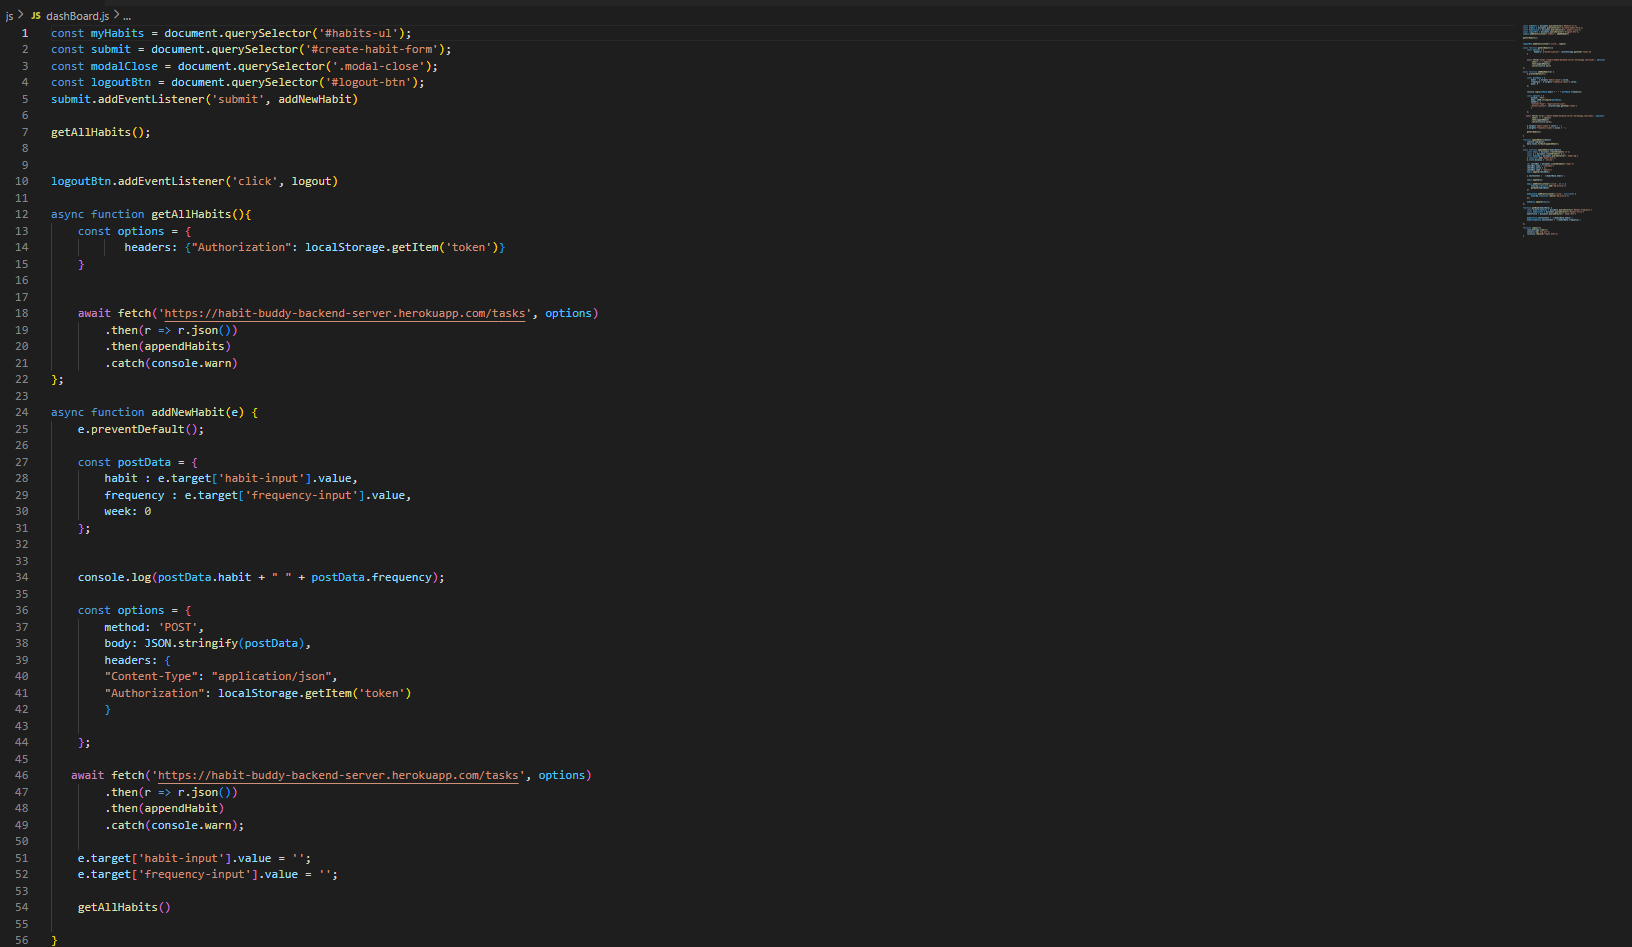 js > JS dashBoard.js > ...
1 const myHabits = document.querySelector('#habits-ul');
2 const submit = document.querySelector('#create-habit-form');
3 const modalClose = document.querySelector('.modal-close');
4 const logoutBtn = document.querySelector('#logout-btn');
5 submit.addEventListener('submit', addNewHabit)
6
7 getAllHabits();
8
9
10 logoutBtn.addEventListener('click', logout)
11
12 async function getAllHabits(){
13     const options = {
14            headers: {"Authorization": localStorage.getItem('token')}
15     }
16
17
18     await fetch('https://habit-buddy-backend-server.herokuapp.com/tasks', options)
19         .then(r => r.json())
20         .then(appendHabits)
21         .catch(console.warn)
22 };
23
24 async function addNewHabit(e) {
25     e.preventDefault();
26
27     const postData = {
28         habit : e.target['habit-input'].value,
29         frequency : e.target['frequency-input'].value,
30         week: 0
31     };
32
33
34     console.log(postData.habit + " " + postData.frequency);
35
36     const options = {
37         method: 'POST',
38         body: JSON.stringify(postData),
39         headers: {
40         "Content-Type": "application/json",
41         "Authorization": localStorage.getItem('token')
42         }
43
44     };
45
46    await fetch('https://habit-buddy-backend-server.herokuapp.com/tasks', options)
47         .then(r => r.json())
48         .then(appendHabit)
49         .catch(console.warn);
50
51     e.target['habit-input'].value = '';
52     e.target['frequency-input'].value = '';
53
54     getAllHabits()
55
56 }